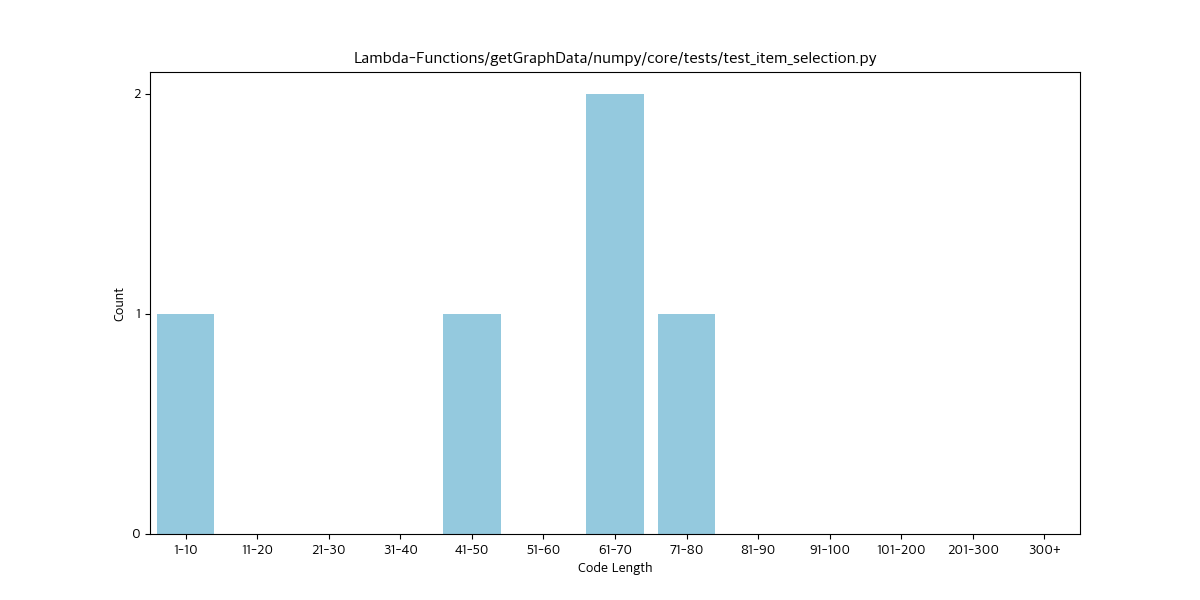 Lambda-Functions/getGraphData/numpy/core/tests/test_item_selection.py
2
1
0
Count
1-10 11-20 21-30 31-40 41-50 51-60 61-70 71-80 81-90 91-100 101-200 201-300 300+
Code Length